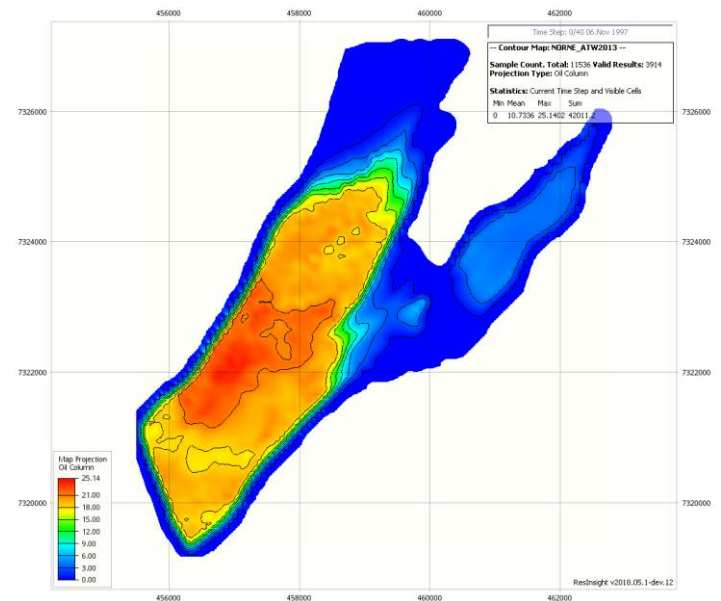 456000 458000 460000 462000
Time Step: 0/40 06.Nov 1997
-- Contour Map: NORNE_ATW2013 --
Sample Count. Total: 11536 Valid Results: 3914
Projection Type: Oil Column
Statistics: Current Time Step and Visible Cells
Min Mean Max Sum
0 10.7336 25.1402 42011.2
7326000 7326000
7324000 7324000
7322000 7322000
Map Projection
Oil Column
25.14
21.00
18.00
15.00
12.00
9.00
6.00
3.00
0.00
7320000 7320000
ResInsight v2018.05.1-dev.12
456000 458000 460000 462000